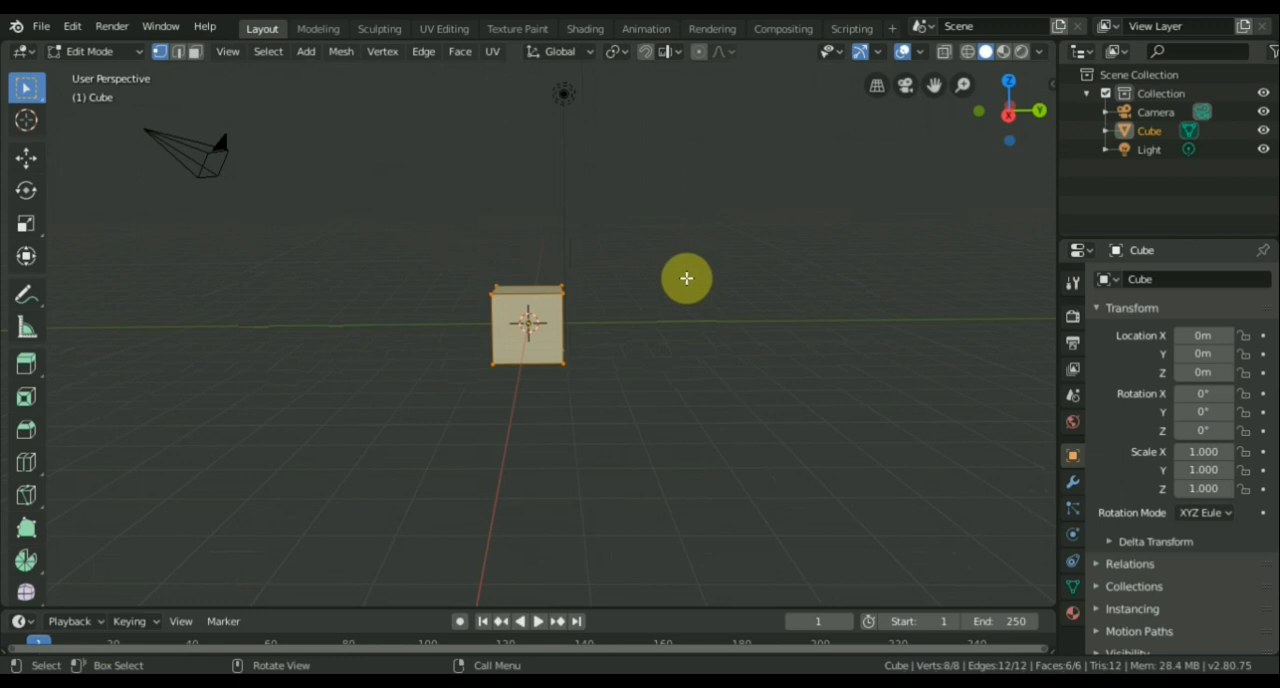 File Edit Render Window Help Layout Modeling Sculpting UV Editing Texture Paint Shading Animation Rendering Compositing Scripting + Scene View Layer
Edit Mode View Select Add Mesh Vertex Edge Face UV Global
User Perspective
(1) Cube
Z
Y
X
Scene Collection
Collection
Camera
Cube
Light
Cube
Cube
Transform
Location X 0m
Y 0m
Z 0m
Rotation X 0°
Y 0°
Z 0°
Scale X 1.000
Y 1.000
Z 1.000
Rotation Mode XYZ Eule
Delta Transform
Relations
Collections
Instancing
Motion Paths
Visibility
Playback Keying View Marker 1 Start: 1 End: 250
1 20 40 60 80 100 120 140 160 180 200 220 240
Select Box Select Rotate View Call Menu Cube | Verts:8/8 | Edges:12/12 | Faces:6/6 | Tris:12 | Mem: 28.4 MB | v2.80.75